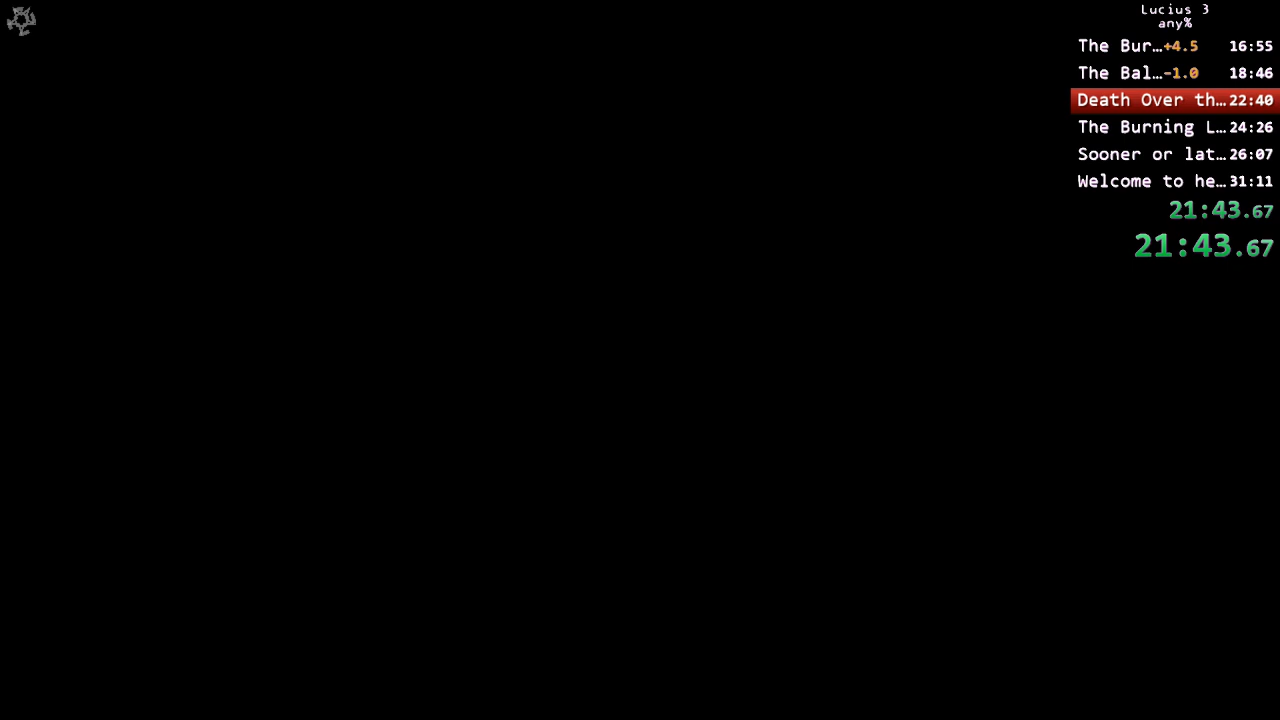 Lucius 3
any%
The Bur…+4.5 16:55
The Bal…-1.0 18:46
Death Over th…22:40
The Burning L…24:26
Sooner or lat…26:07
Welcome to he…31:11
21:43.67
21:43.67